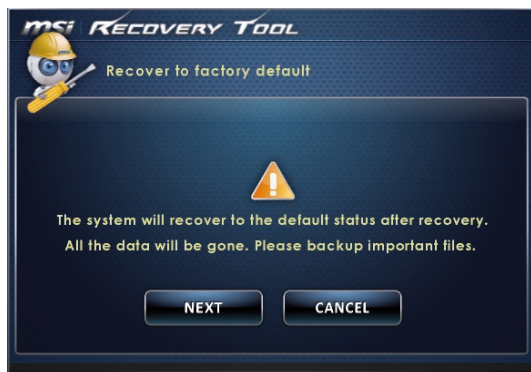 msi RECOVERY TOOL
Recover to factory default
The system will recover to the default status after recovery.
All the data will be gone. Please backup important files.
NEXT
CANCEL